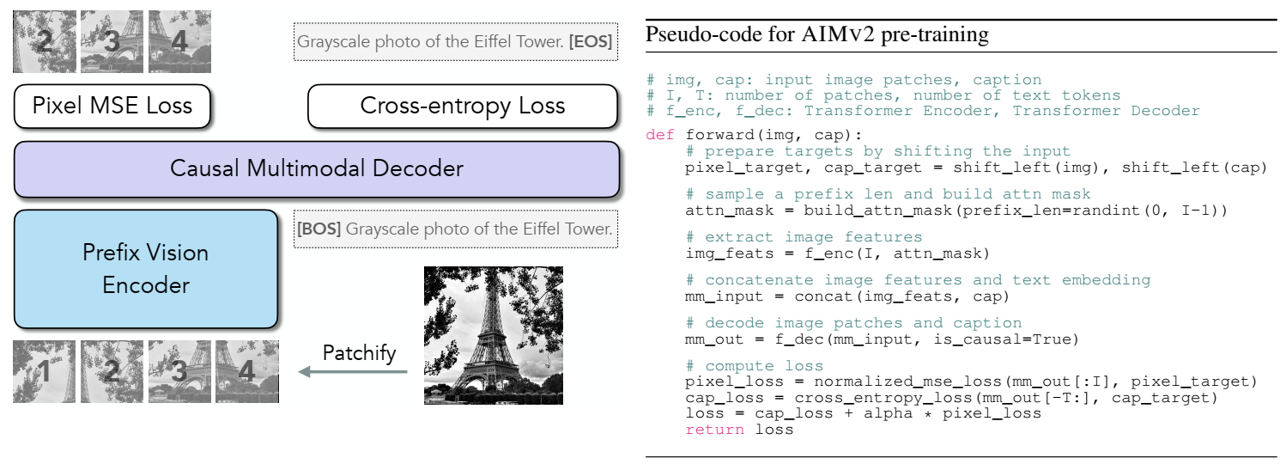 2 3 4
Grayscale photo of the Eiffel Tower. [EOS]
Pixel MSE Loss
Cross-entropy Loss
Causal Multimodal Decoder
Prefix Vision
Encoder
[BOS] Grayscale photo of the Eiffel Tower.
1 2 3 4
Patchify
Pseudo-code for AIMv2 pre-training
# img, cap: input image patches, caption
# I, T: number of patches, number of text tokens
# f_enc, f_dec: Transformer Encoder, Transformer Decoder
def forward(img, cap):
    # prepare targets by shifting the input
    pixel_target, cap_target = shift_left(img), shift_left(cap)
    # sample a prefix len and build attn mask
    attn_mask = build_attn_mask(prefix_len=randint(0, I-1))
    # extract image features
    img_feats = f_enc(I, attn_mask)
    # concatenate image features and text embedding
    mm_input = concat(img_feats, cap)
    # decode image patches and caption
    mm_out = f_dec(mm_input, is_causal=True)
    # compute loss
    pixel_loss = normalized_mse_loss(mm_out[:I], pixel_target)
    cap_loss = cross_entropy_loss(mm_out[-T:], cap_target)
    loss = cap_loss + alpha * pixel_loss
    return loss